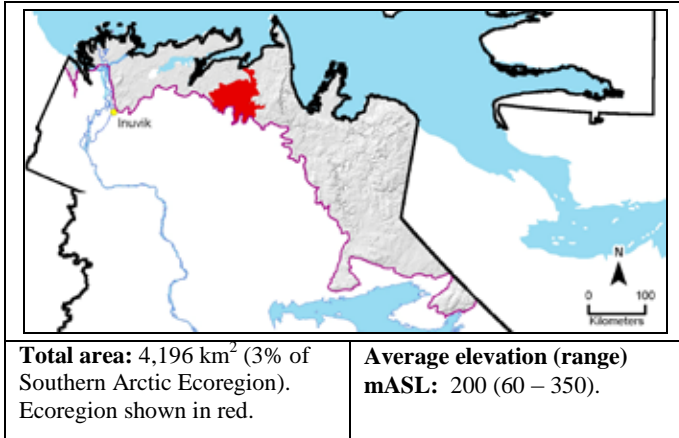 Inuvik
N
0 100
Kilometers
Total area: 4,196 km² (3% of
Southern Arctic Ecoregion).
Ecoregion shown in red.
Average elevation (range)
mASL: 200 (60 – 350).